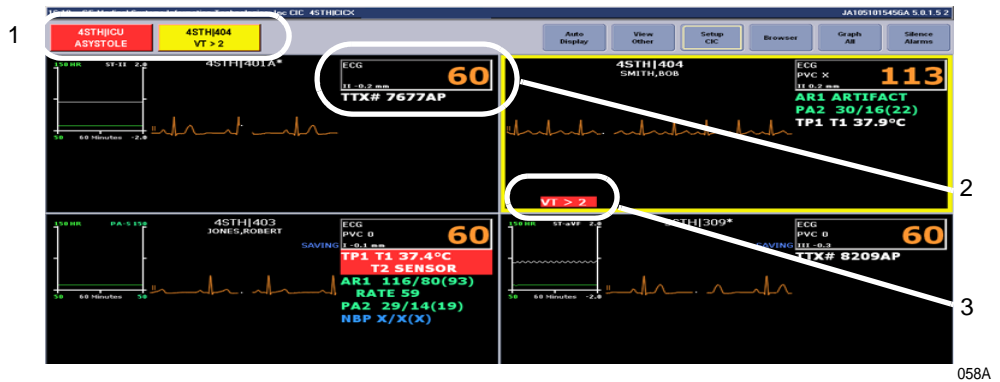 JA105101545GA 5.0.1.5 2
1
4STH|ICU
ASYSTOLE
4STH|404
VT > 2
Auto
Display
View
Other
Setup
CIC
Browser
Graph
All
Silence
Alarms
150 HR ST-II 2.0
4STH|401A*
ECG
60
II -0.2 mm
TTX# 7677AP
II
50 60 Minutes -2.0
4STH|404
SMITH,BOB
ECG
PVC X
113
II 0.2 mm
AR1 ARTIFACT
PA2 30/16(22)
TP1 T1 37.9°C
II
VT > 2
2
150 HR PA-S 150
4STH|403
JONES,ROBERT
SAVING
ECG
PVC 0
60
I -0.1 mm
TP1 T1 37.4°C
T2 SENSOR
AR1 116/80(93)
RATE 59
PA2 29/14(19)
NBP X/X(X)
50 60 Minutes 50
150 HR ST-aVF 2.0
STH|309*
SAVING
ECG
PVC 0
60
III -0.3
TTX# 8209AP
II
50 60 Minutes -2.0
3
058A